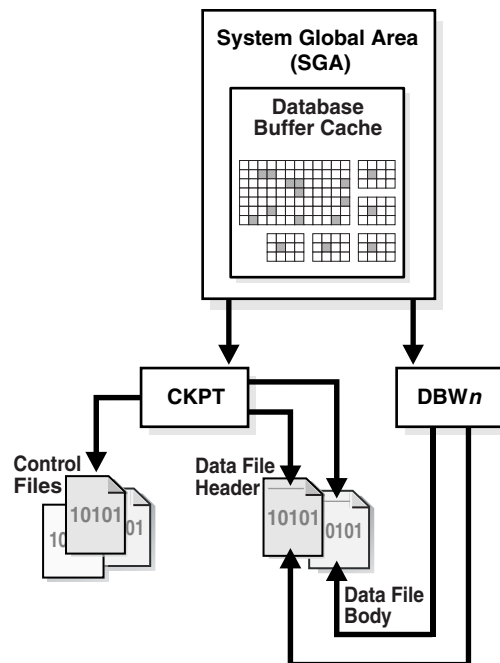 System Global Area
(SGA)
Database
Buffer Cache
CKPT
DBWn
Control
Files
Data File
Header
10101
10
01
10101
0101
Data File
Body